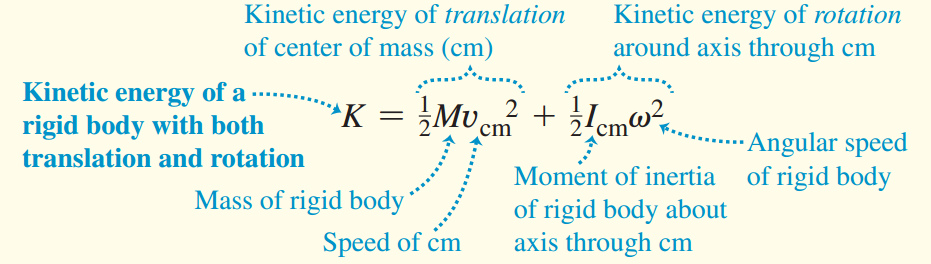 Kinetic energy of translation
of center of mass (cm)
Kinetic energy of rotation
around axis through cm
Kinetic energy of a
rigid body with both
translation and rotation
K = ½Mv_cm² + ½I_cmω²
Mass of rigid body
Speed of cm
Moment of inertia
of rigid body about
axis through cm
Angular speed
of rigid body